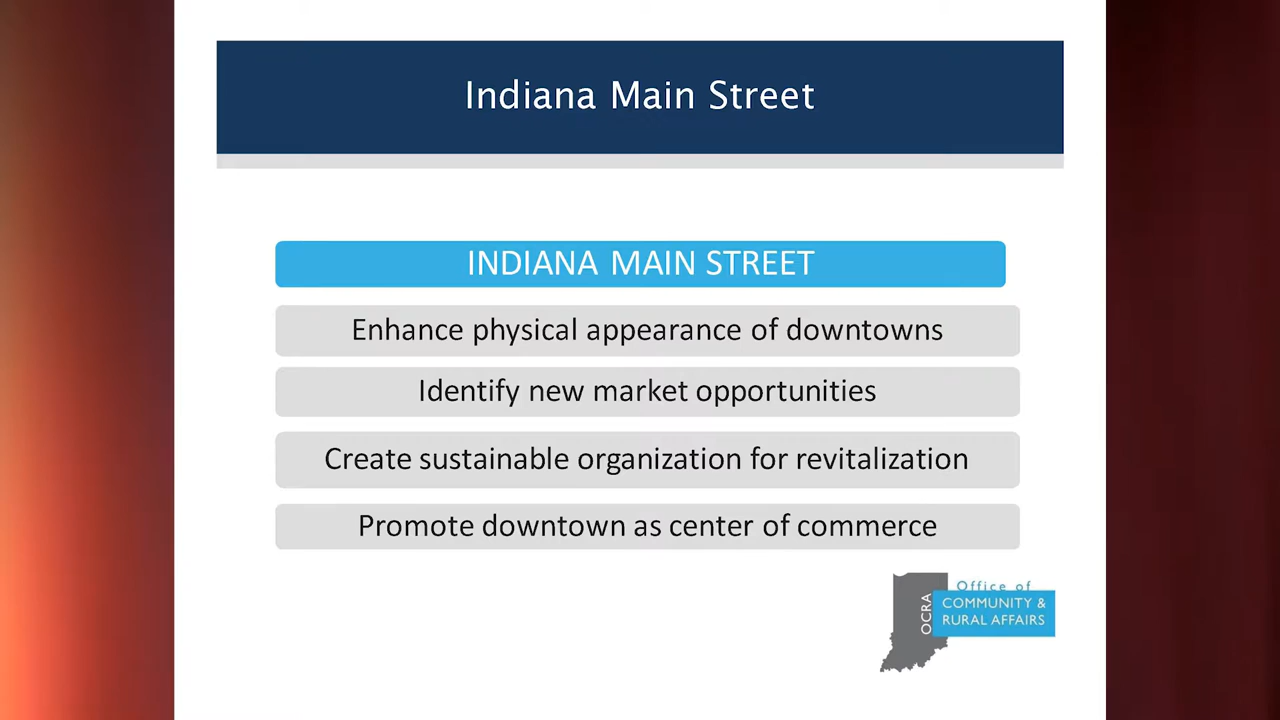 Indiana Main Street
INDIANA MAIN STREET
Enhance physical appearance of downtowns
Identify new market opportunities
Create sustainable organization for revitalization
Promote downtown as center of commerce
OCRA
Office of
COMMUNITY &
RURAL AFFAIRS